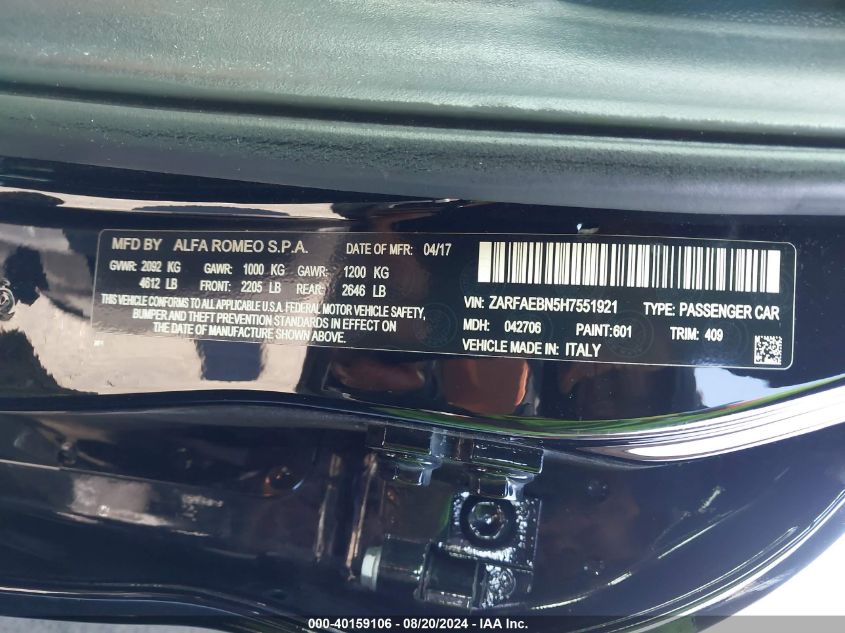 MFD BY ALFA ROMEO S.P.A. DATE OF MFR: 04/17
GVWR: 2092 KG GAWR: 1000 KG GAWR: 1200 KG
4612 LB FRONT: 2205 LB REAR: 2646 LB
THIS VEHICLE CONFORMS TO ALL APPLICABLE U.S.A. FEDERAL MOTOR VEHICLE SAFETY,
BUMPER AND THEFT PREVENTION STANDARDS IN EFFECT ON
THE DATE OF MANUFACTURE SHOWN ABOVE.
VIN: ZARFAEBN5H7551921 TYPE: PASSENGER CAR
MDH: 042706 PAINT: 601 TRIM: 409
VEHICLE MADE IN: ITALY
000-40159106 - 08/20/2024 - IAA Inc.